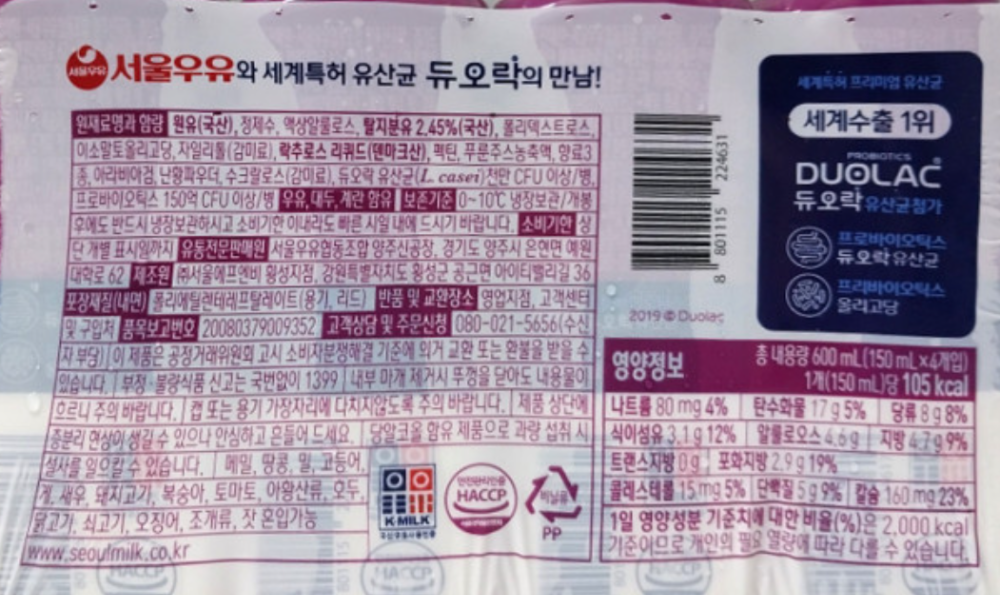 서울우유 서울우유와 세계특허 유산균 듀오락의 만남!
원재료명과 함량 원유(국산), 정제수, 액상알룰로스, 탈지분유 2.45%(국산), 폴리덱스트로스,
이소말토올리고당, 자일리톨(감미료), 락추로스 리퀴드(덴마크산), 펙틴, 푸룬주스농축액, 향료3
종, 아라비아검, 난황파우더, 수크랄로스(감미료), 듀오락 유산균(L. casei)천만 CFU 이상/병,
프로바이오틱스 150억 CFU 이상/병 우유, 대두, 계란 함유 보존기준 0~10℃ 냉장보관/개봉
후에도 반드시 냉장보관하시고 소비기한 이내라도 빠른 시일 내에 드시기 바랍니다. 소비기한 상
단 개별 표시일까지 유통전문판매원 서울우유협동조합 양주신공장, 경기도 양주시 은현면 예원
대학로 62 제조원 ㈜서울에프엔비 횡성지점, 강원특별자치도 횡성군 공근면 아이티밸리길 36
포장재질(내면) 폴리에틸렌테레프탈레이트(용기, 리드) 반품 및 교환장소 영업지점, 고객센터
및 구입처 품목보고번호 20080379009352 고객상담 및 주문신청 080-021-5656(수신
자 부담) 이 제품은 공정거래위원회 고시 소비자분쟁해결 기준에 의거 교환 또는 환불을 받을 수
있습니다. 부정·불량식품 신고는 국번없이 1399 내부 마개 제거시 뚜껑을 닫아도 내용물이
흐르니 주의 바랍니다. 캡 또는 용기 가장자리에 다치지않도록 주의 바랍니다. 제품 상단에
층분리 현상이 생길 수 있으나 안심하고 흔들어 드세요. 당알코올 함유 제품으로 과량 섭취 시
설사를 일으킬 수 있습니다. 메밀, 땅콩, 밀, 고등어,
게, 새우, 돼지고기, 복숭아, 토마토, 아황산류, 호두,
닭고기, 쇠고기, 오징어, 조개류, 잣 혼입가능
www.seoulmilk.co.kr
K·MILK
HACCP
비닐류
PP
8 801115 224631
2019 © Duolac
세계특허 프리미엄 유산균
세계수출 1위
PROBIOTICS
DUOLAC®
듀오락 유산균첨가
프로바이오틱스
듀오락 유산균
프리바이오틱스
올리고당
영양정보 총 내용량 600 mL(150 mL×4개입)
1개(150 mL)당 105 kcal
나트륨 80 mg 4% 탄수화물 17 g 5% 당류 8 g 8%
식이섬유 3.1 g 12% 알룰로오스 4.6 g 지방 4.7 g 9%
트랜스지방 0 g 포화지방 2.9 g 19%
콜레스테롤 15 mg 5% 단백질 5 g 9% 칼슘 160 mg 23%
1일 영양성분 기준치에 대한 비율(%)은 2,000 kcal
기준이므로 개인의 필요 열량에 따라 다를 수 있습니다.